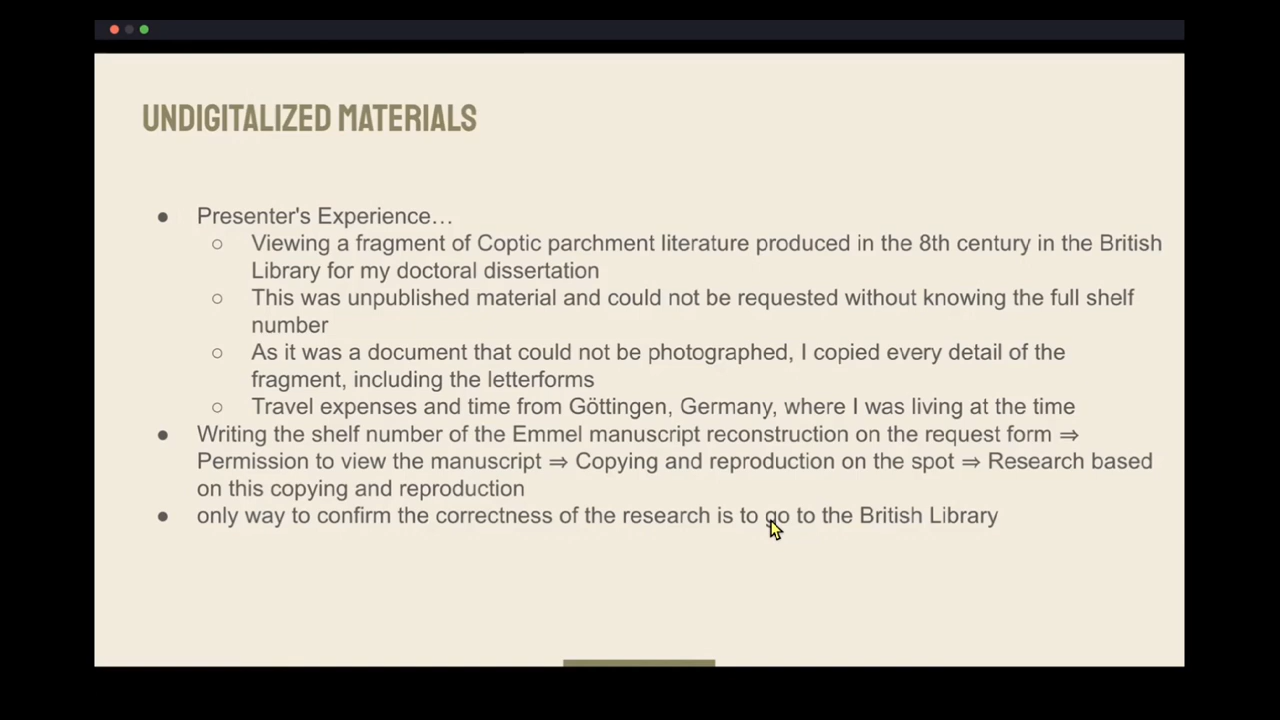 UNDIGITALIZED MATERIALS
● Presenter's Experience…
○ Viewing a fragment of Coptic parchment literature produced in the 8th century in the British
Library for my doctoral dissertation
○ This was unpublished material and could not be requested without knowing the full shelf
number
○ As it was a document that could not be photographed, I copied every detail of the
fragment, including the letterforms
○ Travel expenses and time from Göttingen, Germany, where I was living at the time
● Writing the shelf number of the Emmel manuscript reconstruction on the request form ⇒
Permission to view the manuscript ⇒ Copying and reproduction on the spot ⇒ Research based
on this copying and reproduction
● only way to confirm the correctness of the research is to go to the British Library